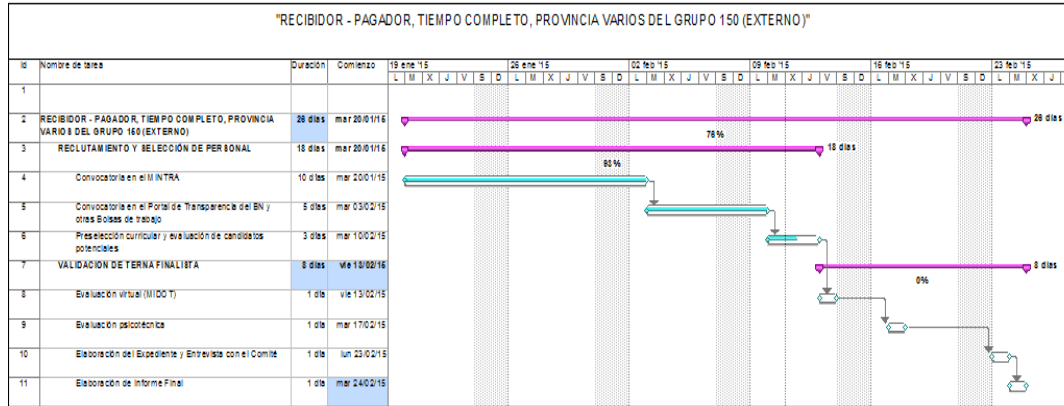 "RECIBIDOR - PAGADOR, TIEMPO COMPLETO, PROVINCIA VARIOS DEL GRUPO 150 (EXTERNO)"
Id Nombre de tarea Duración Comienzo 19 ene '15 26 ene '15 02 feb '15 09 feb '15 16 feb '15 23 feb '15
L M X J V S D L M X J V S D L M X J V S D L M X J V S D L M X J V S D L M X J
1
2 RECIBIDOR - PAGADOR, TIEMPO COMPLETO, PROVINCIA 26 días mar 20/01/15 26 días
VARIOS DEL GRUPO 150 (EXTERNO) 76%
3 RECLUTAMIENTO Y SELECCIÓN DE PERSONAL 18 días mar 20/01/15 18 días
93%
4 Convocatoria en el MINTRA 10 días mar 20/01/15
5 Convocatoria en el Portal de Transparencia del BN y 5 días mar 03/02/15
otras Bolsas de trabajo
6 Preselección curricular y evaluación de candidatos 3 días mar 10/02/15
potenciales
7 VALIDACION DE TERNA FINALISTA 8 días vie 13/02/15 8 días
0%
8 Evaluación virtual (MIDOT) 1 día vie 13/02/15
9 Evaluación psicotécnica 1 día mar 17/02/15
10 Elaboración del Expediente y Entrevista con el Comité 1 día lun 23/02/15
11 Elaboración de Informe Final 1 día mar 24/02/15